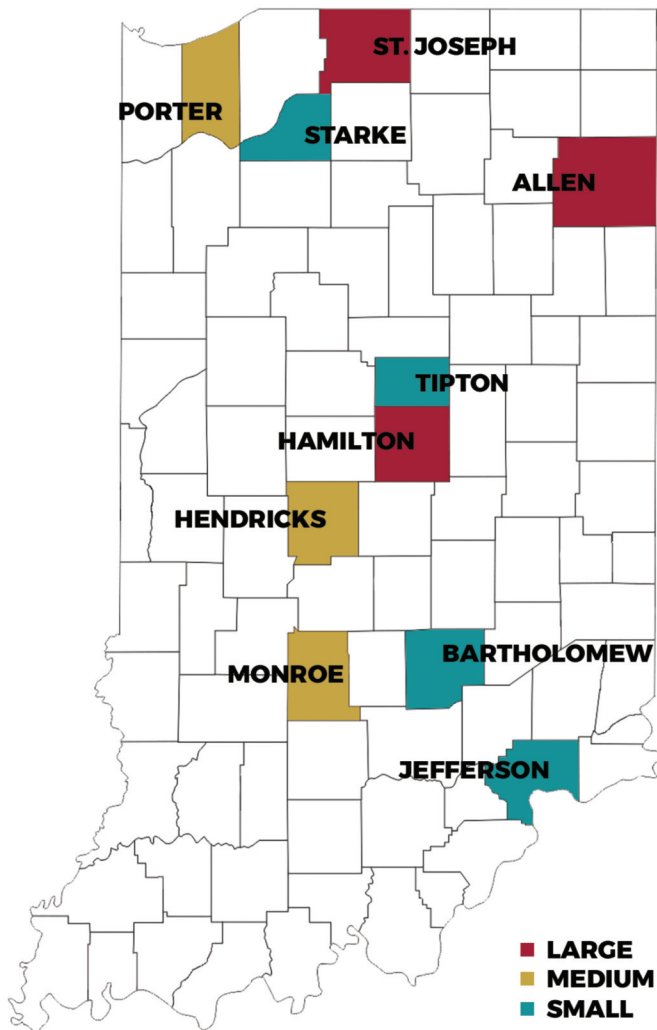 ST. JOSEPH
PORTER
STARKE
ALLEN
TIPTON
HAMILTON
HENDRICKS
BARTHOLOMEW
MONROE
JEFFERSON
LARGE
MEDIUM
SMALL